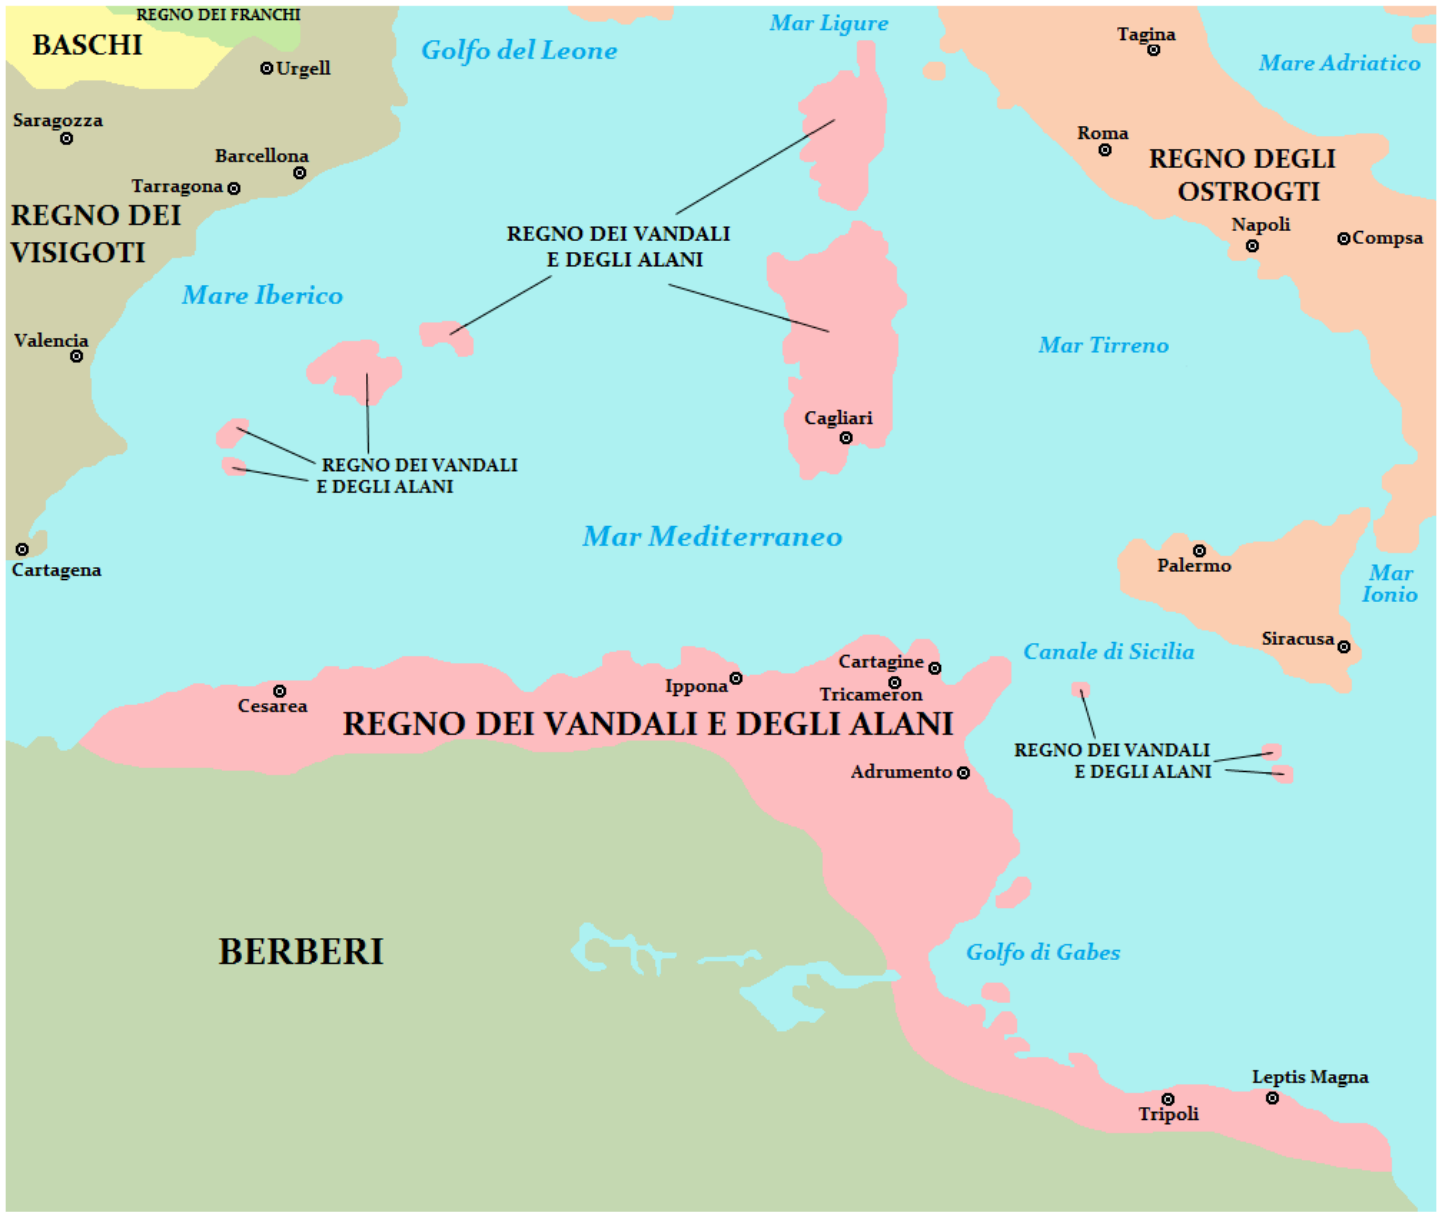 REGNO DEI FRANCHI
BASCHI
Urgell
Golfo del Leone
Mar Ligure
Tagina
Mare Adriatico
Saragozza
Barcellona
Tarragona
Roma
REGNO DEGLI
OSTROGTI
REGNO DEI
VISIGOTI
Napoli
Compsa
REGNO DEI VANDALI
E DEGLI ALANI
Mare Iberico
Valencia
Mar Tirreno
Cagliari
REGNO DEI VANDALI
E DEGLI ALANI
Mar Mediterraneo
Cartagena
Palermo
Mar
Ionio
Siracusa
Canale di Sicilia
Cartagine
Ippona
Tricameron
Cesarea
REGNO DEI VANDALI E DEGLI ALANI
REGNO DEI VANDALI
E DEGLI ALANI
Adrumento
BERBERI
Golfo di Gabes
Leptis Magna
Tripoli